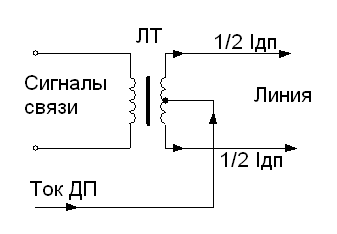 ЛТ
1/2 Iдп
Сигналы
связи
Линия
1/2 Iдп
Ток ДП